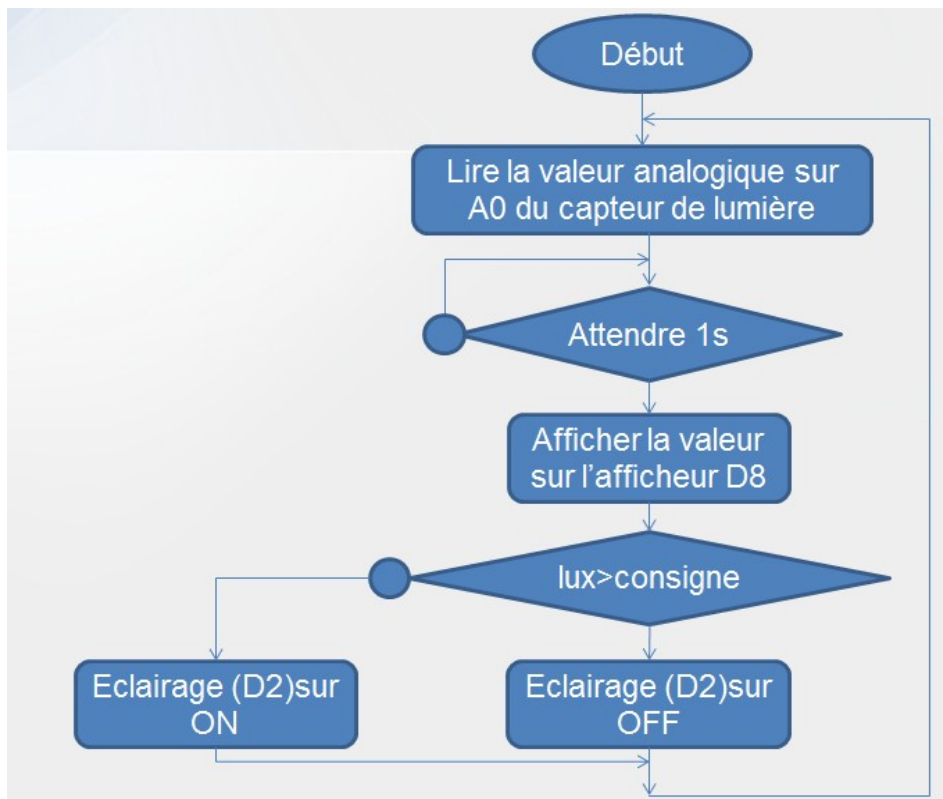 Début
Lire la valeur analogique sur
A0 du capteur de lumière
Attendre 1s
Afficher la valeur
sur l'afficheur D8
lux>consigne
Eclairage (D2)sur
ON
Eclairage (D2)sur
OFF